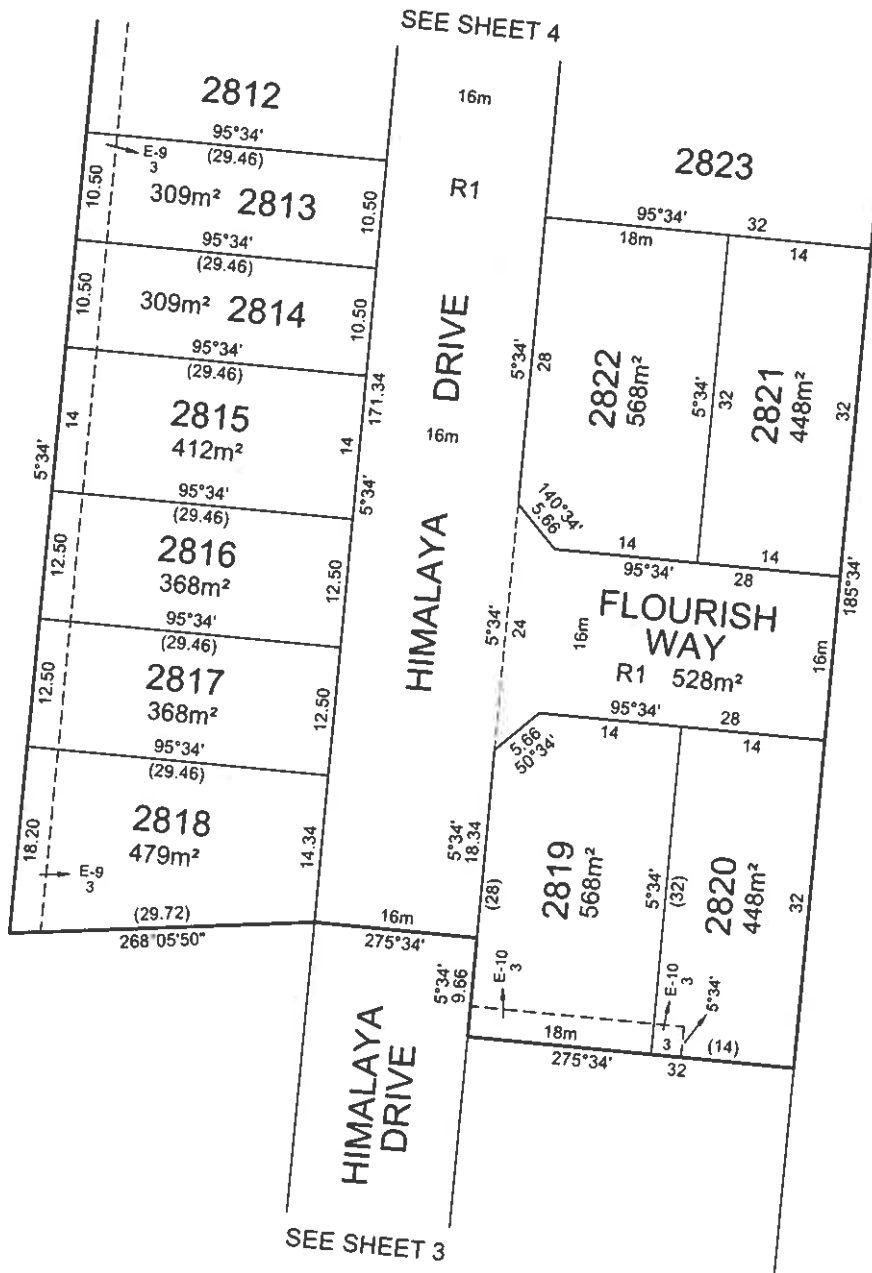 SEE SHEET 4
2812
16m
95°34'
(29.46)
E-9
3
10.50
309m² 2813
10.50
R1
2823
95°34'
32
18m
14
95°34'
(29.46)
10.50
309m² 2814
10.50
DRIVE
5°34'
28
2822
568m²
5°34'
32
2821
448m²
32
95°34'
(29.46)
171.34
2815
412m²
14
14
16m
5°34'
5°34'
95°34'
(29.46)
140°34'
5.66
2816
368m²
12.50
12.50
HIMALAYA
14
95°34'
14
28
185°34'
FLOURISH
WAY
R1 528m²
16m
16m
5°34'
24
95°34'
(29.46)
2817
368m²
12.50
12.50
95°34'
28
14
14
5.66
50°34'
95°34'
(29.46)
2818
479m²
18.20
14.34
E-9
3
5°34'
18.34
(28)
2819
568m²
5°34'
(32)
2820
448m²
32
(29.72)
268°05'50"
16m
275°34'
5°34'
9.66
E-10
3
E-10
3
5°34'
18m
3
(14)
275°34'
32
HIMALAYA
DRIVE
SEE SHEET 3